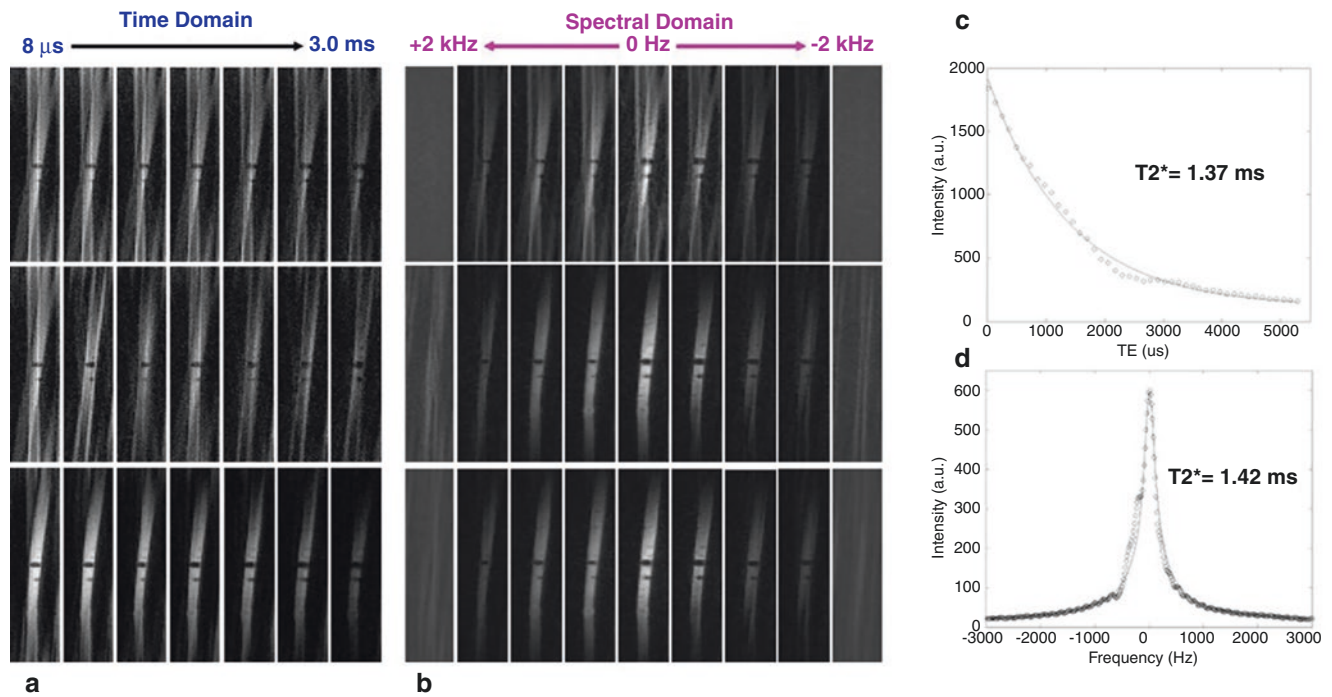 Time Domain
8 μs
3.0 ms
a
Spectral Domain
+2 kHz
0 Hz
-2 kHz
b
c
2000
1500
1000
500
0
Intensity (a.u.)
T2*= 1.37 ms
0 1000 2000 3000 4000 5000
TE (us)
d
600
500
400
300
200
100
0
Intensity (a.u.)
T2*= 1.42 ms
-3000 -2000 -1000 0 1000 2000 3000
Frequency (Hz)